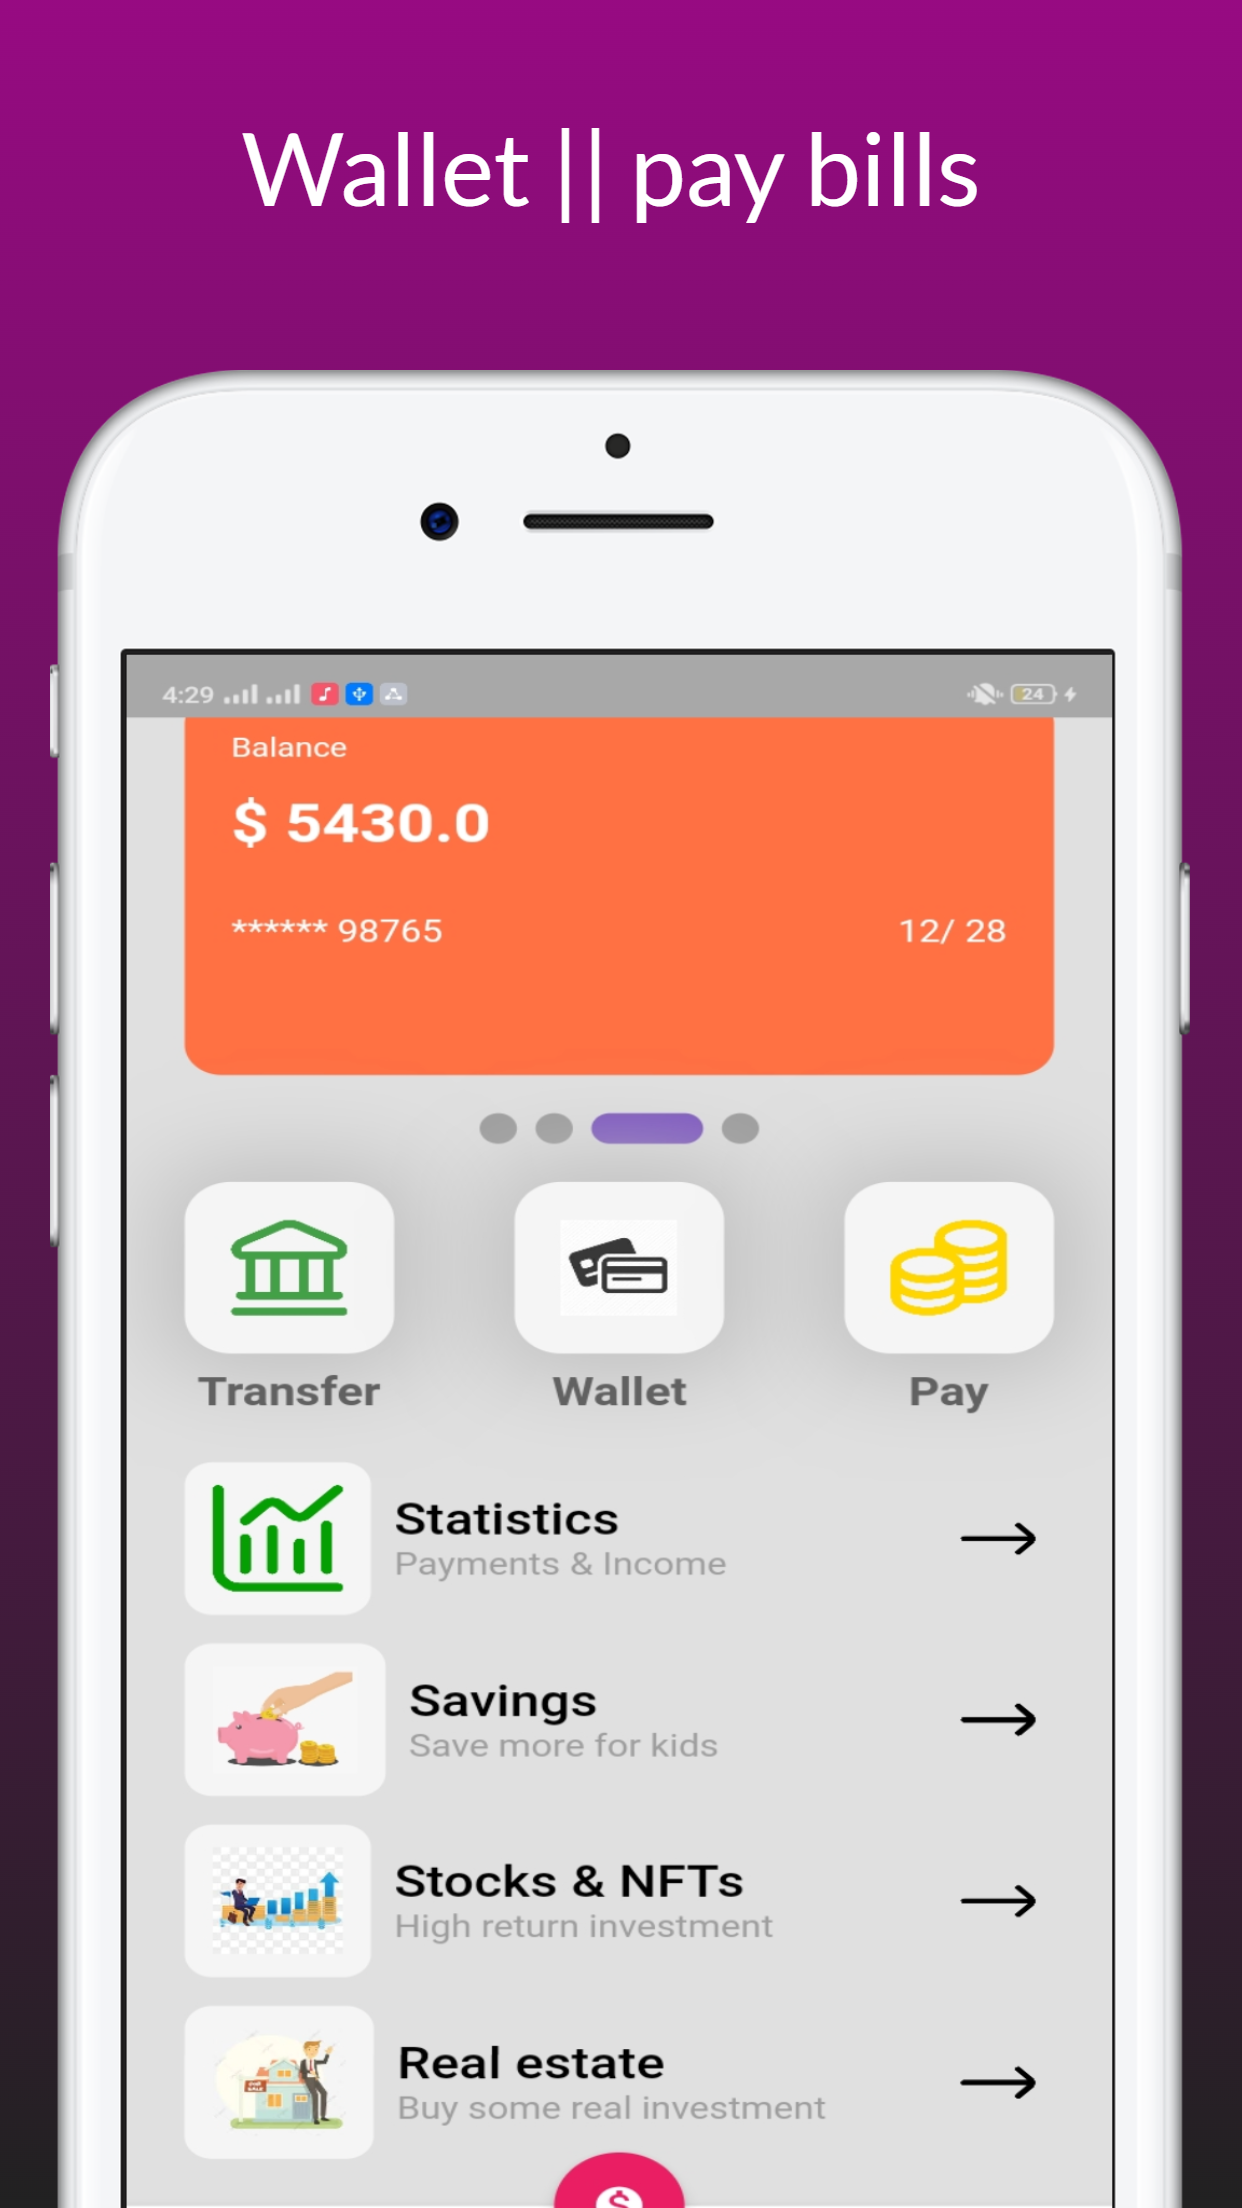 Wallet || pay bills
4:29
24
Balance
$ 5430.0
****** 98765 12/ 28
Transfer Wallet Pay
Statistics
Payments & Income
Savings
Save more for kids
Stocks & NFTs
High return investment
Real estate
Buy some real investment
$